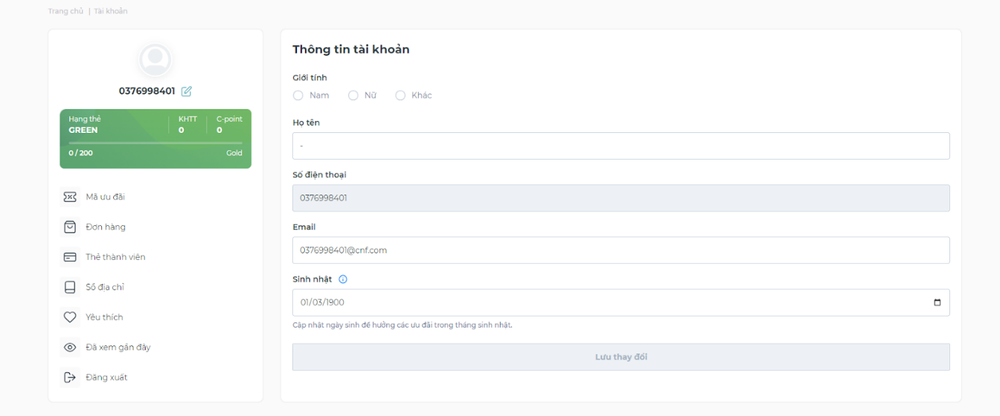 Trang chủ | Tài khoản
0376998401
Hạng thẻ
GREEN
KHTT
0
C-point
0
0 / 200
Gold
Mã ưu đãi
Đơn hàng
Thẻ thành viên
Sổ địa chỉ
Yêu thích
Đã xem gần đây
Đăng xuất
Thông tin tài khoản
Giới tính
Nam Nữ Khác
Họ tên
-
Số điện thoại
0376998401
Email
0376998401@cnf.com
Sinh nhật
01/03/1900
Cập nhật ngày sinh để hưởng các ưu đãi trong tháng sinh nhật.
Lưu thay đổi